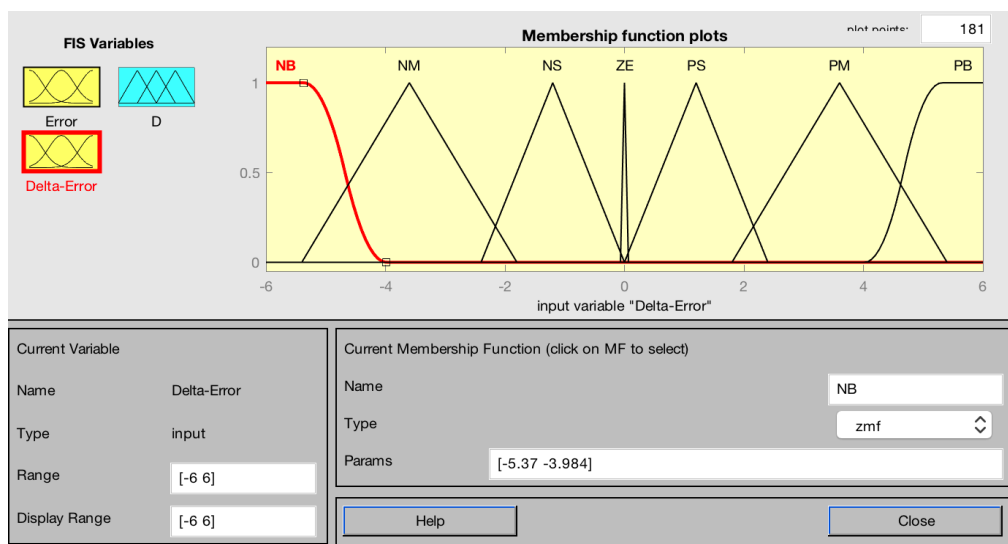 FIS Variables
Error
D
Delta-Error
Membership function plots
plot points:
181
NB
NM
NS
ZE
PS
PM
PB
1
0.5
0
-6
-4
-2
0
2
4
6
input variable "Delta-Error"
Current Variable
Name
Delta-Error
Type
input
Range
[-6 6]
Display Range
[-6 6]
Current Membership Function (click on MF to select)
Name
NB
Type
zmf
Params
[-5.37 -3.984]
Help
Close